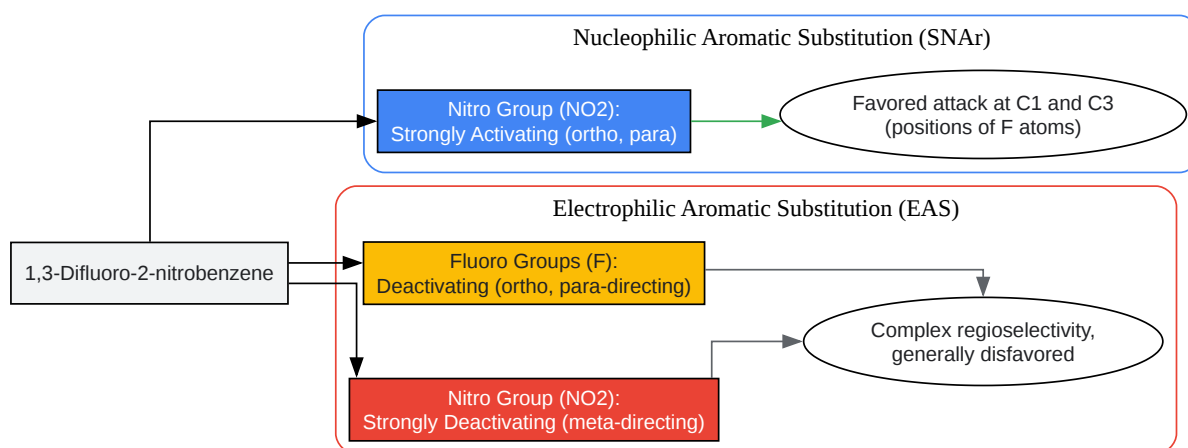 Nucleophilic Aromatic Substitution (SNAr)
Nitro Group (NO2):
Strongly Activating (ortho, para)
Favored attack at C1 and C3
(positions of F atoms)
Electrophilic Aromatic Substitution (EAS)
1,3-Difluoro-2-nitrobenzene
Fluoro Groups (F):
Deactivating (ortho, para-directing)
Complex regioselectivity,
generally disfavored
Nitro Group (NO2):
Strongly Deactivating (meta-directing)